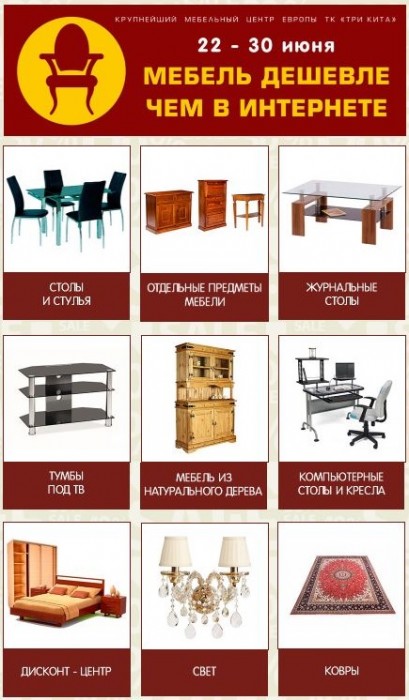 КРУПНЕЙШИЙ МЕБЕЛЬНЫЙ ЦЕНТР ЕВРОПЫ ТК «ТРИ КИТА»
22 - 30 июня
МЕБЕЛЬ ДЕШЕВЛЕ
ЧЕМ В ИНТЕРНЕТЕ
СТОЛЫ
И СТУЛЬЯ
ОТДЕЛЬНЫЕ ПРЕДМЕТЫ
МЕБЕЛИ
ЖУРНАЛЬНЫЕ
СТОЛЫ
SALE
ТУМБЫ
ПОД ТВ
МЕБЕЛЬ ИЗ
НАТУРАЛЬНОГО ДЕРЕВА
КОМПЬЮТЕРНЫЕ
СТОЛЫ И КРЕСЛА
ДИСКОНТ - ЦЕНТР
СВЕТ
КОВРЫ